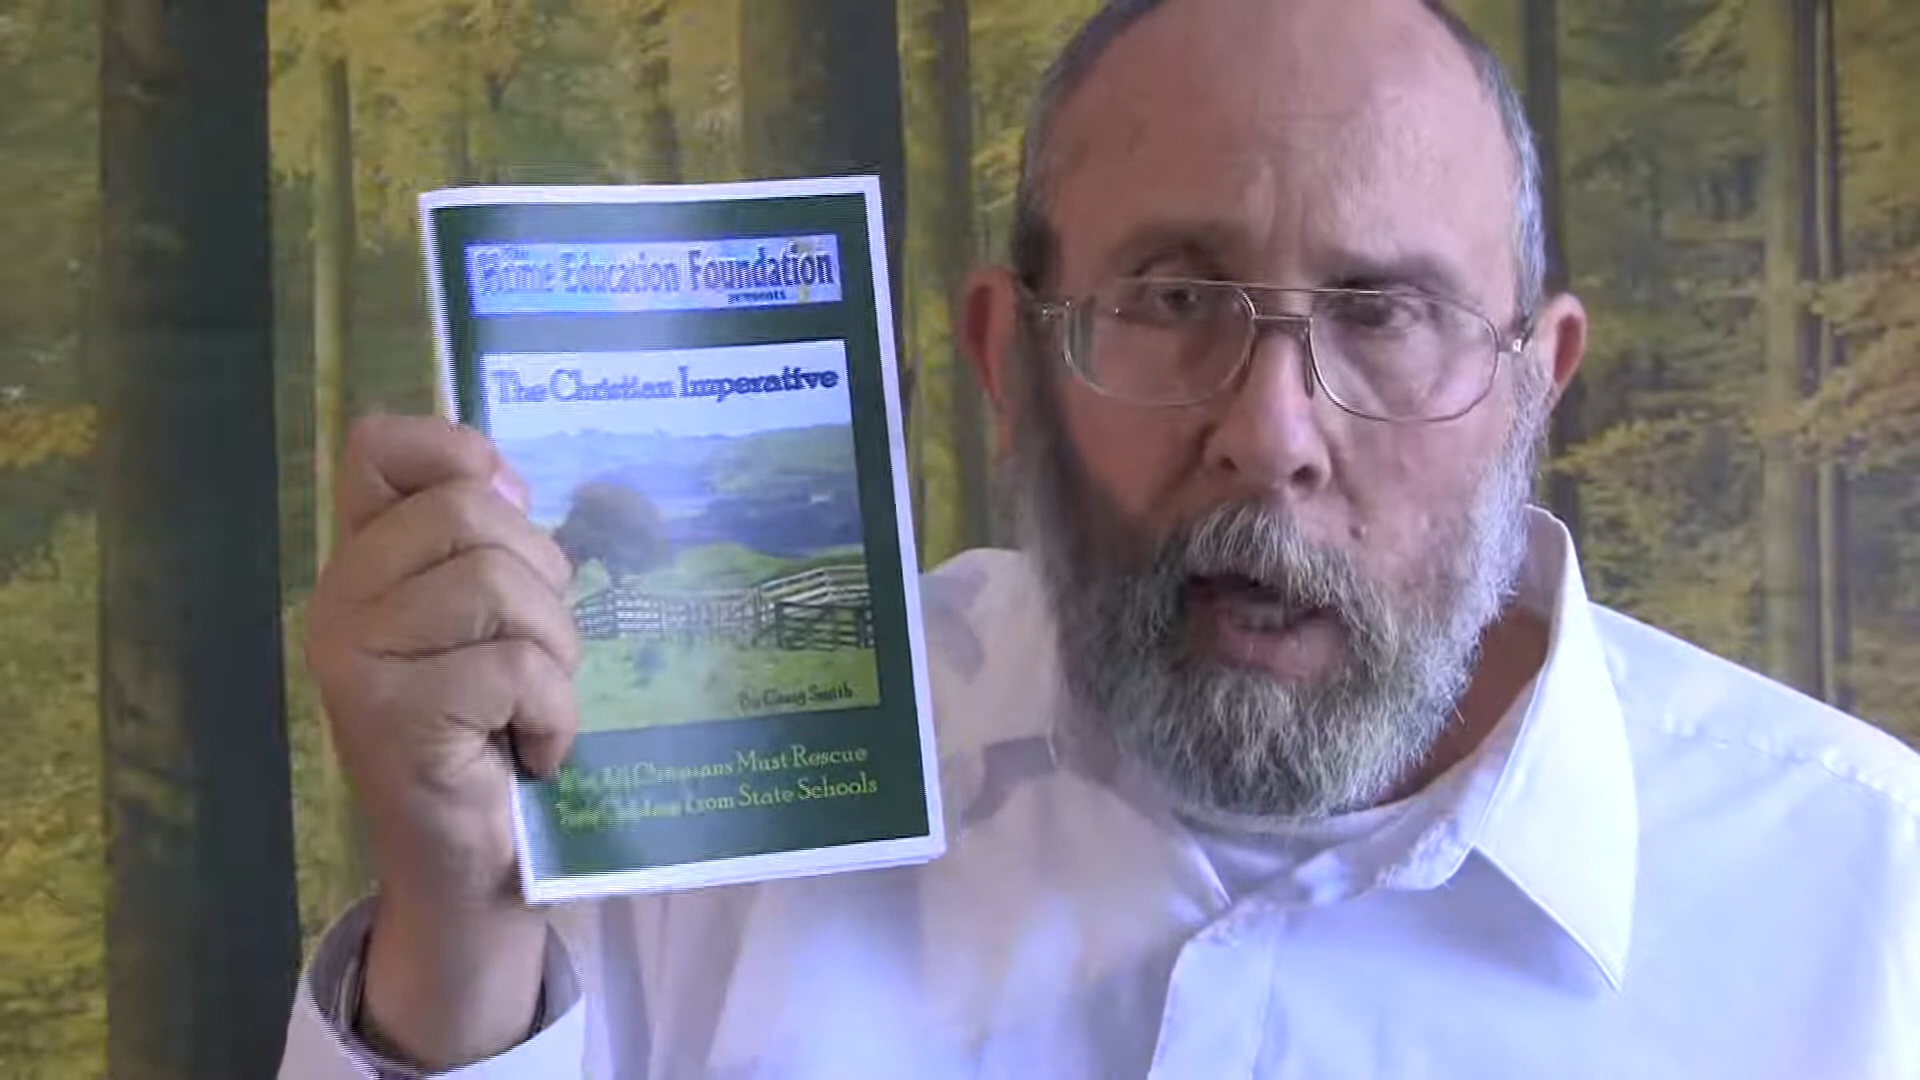 The
Home Education Foundation
presents
The Christian Imperative
By Craig Smith
Why All Christians Must Rescue
Their Children from State Schools